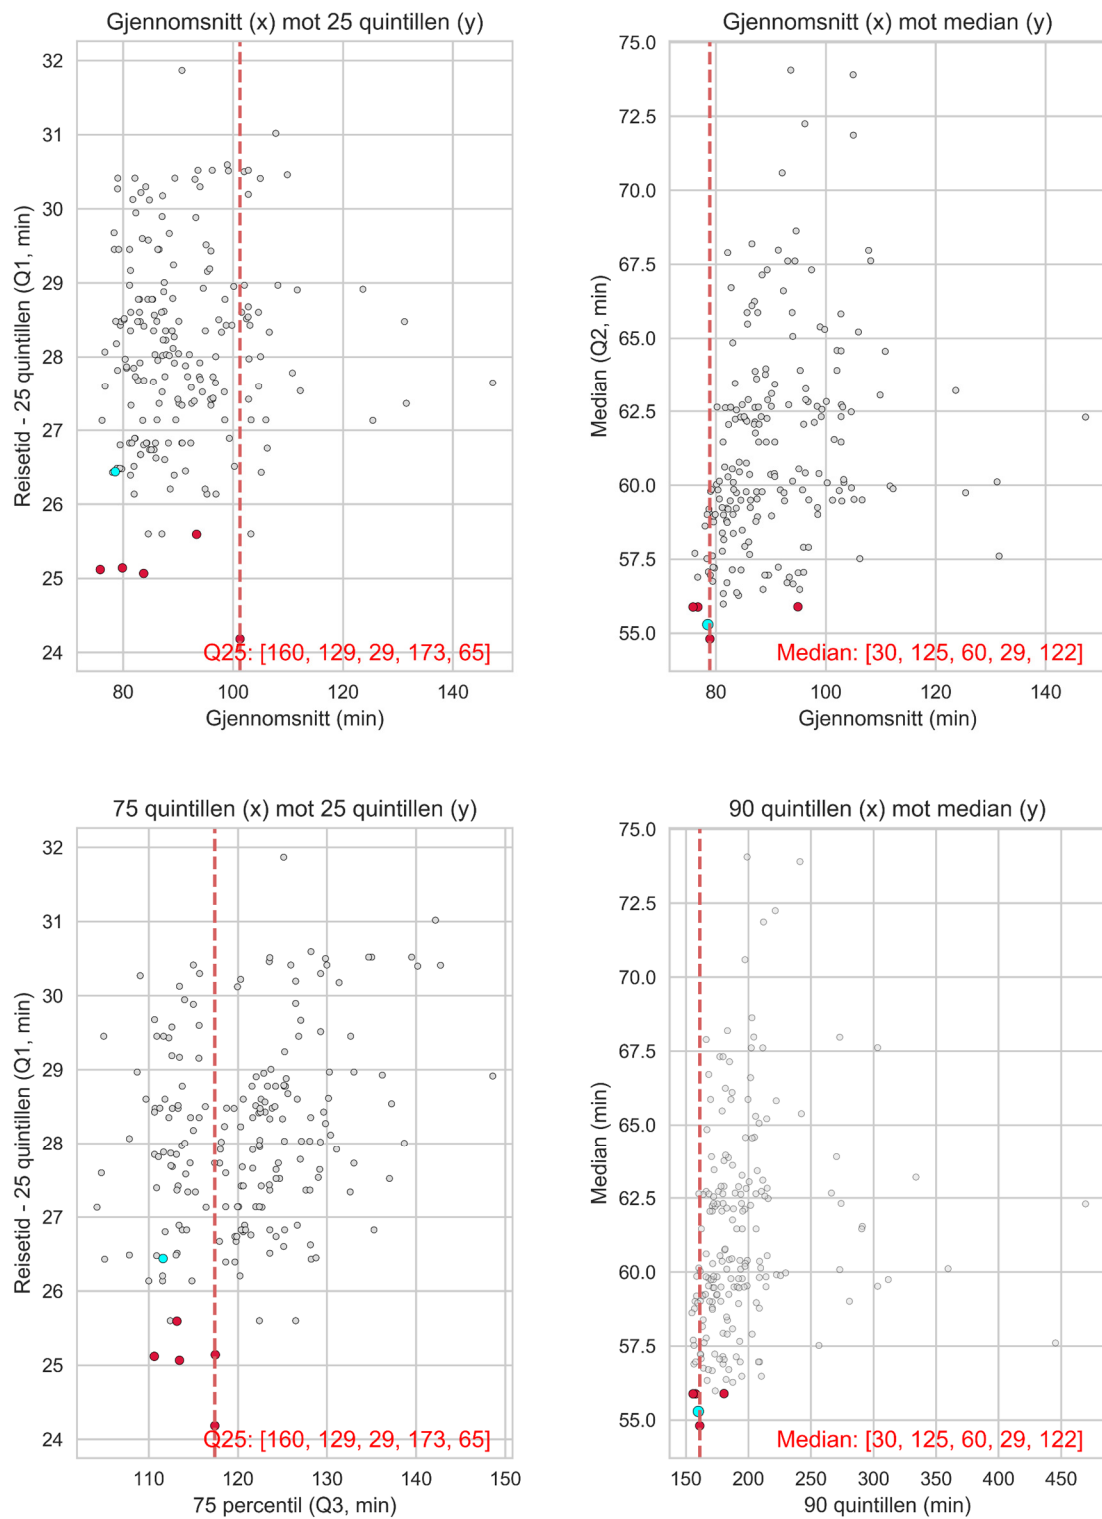 Gjennomsnitt (x) mot 25 quintillen (y)
32
31
30
29
28
27
26
25
24
Reisetid - 25 quintillen (Q1, min)
Q25: [160, 129, 29, 173, 65]
80 100 120 140
Gjennomsnitt (min)
Gjennomsnitt (x) mot median (y)
75.0
72.5
70.0
67.5
65.0
62.5
60.0
57.5
55.0
Median (Q2, min)
Median: [30, 125, 60, 29, 122]
80 100 120 140
Gjennomsnitt (min)
75 quintillen (x) mot 25 quintillen (y)
32
31
30
29
28
27
26
25
24
Reisetid - 25 quintillen (Q1, min)
Q25: [160, 129, 29, 173, 65]
110 120 130 140 150
75 percentil (Q3, min)
90 quintillen (x) mot median (y)
75.0
72.5
70.0
67.5
65.0
62.5
60.0
57.5
55.0
Median (min)
Median: [30, 125, 60, 29, 122]
150 200 250 300 350 400 450
90 quintillen (min)